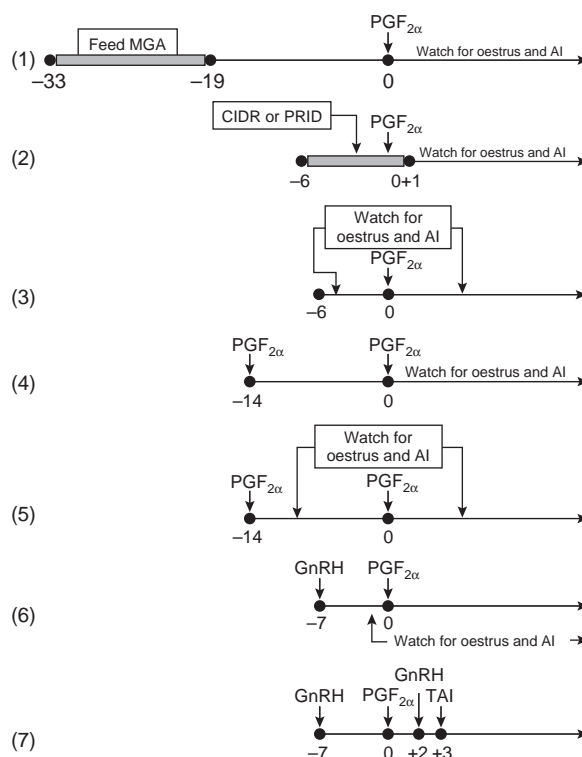 PGF2α
Feed MGA
Watch for oestrus and AI
(1)
–33
–19
0
CIDR or PRID
PGF2α
(2)
Watch for oestrus and AI
–6
0+1
Watch for
oestrus and AI
PGF2α
(3)
–6
0
PGF2α
PGF2α
(4)
Watch for oestrus and AI
–14
0
Watch for
oestrus and AI
PGF2α
PGF2α
(5)
–14
0
GnRH
PGF2α
(6)
–7
0
Watch for oestrus and AI
GnRH
GnRH
PGF2α
TAI
(7)
–7
0
+2
+3